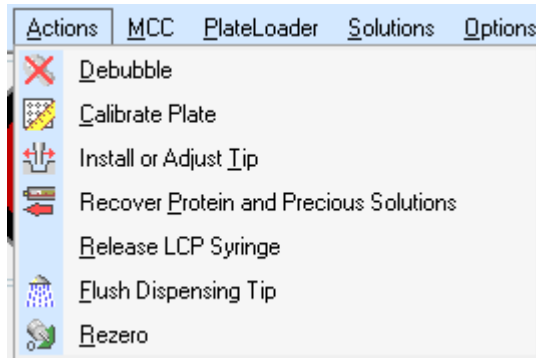 Actions MCC PlateLoader Solutions Options
Debubble
Calibrate Plate
Install or Adjust Tip
Recover Protein and Precious Solutions
Release LCP Syringe
Flush Dispensing Tip
Rezero